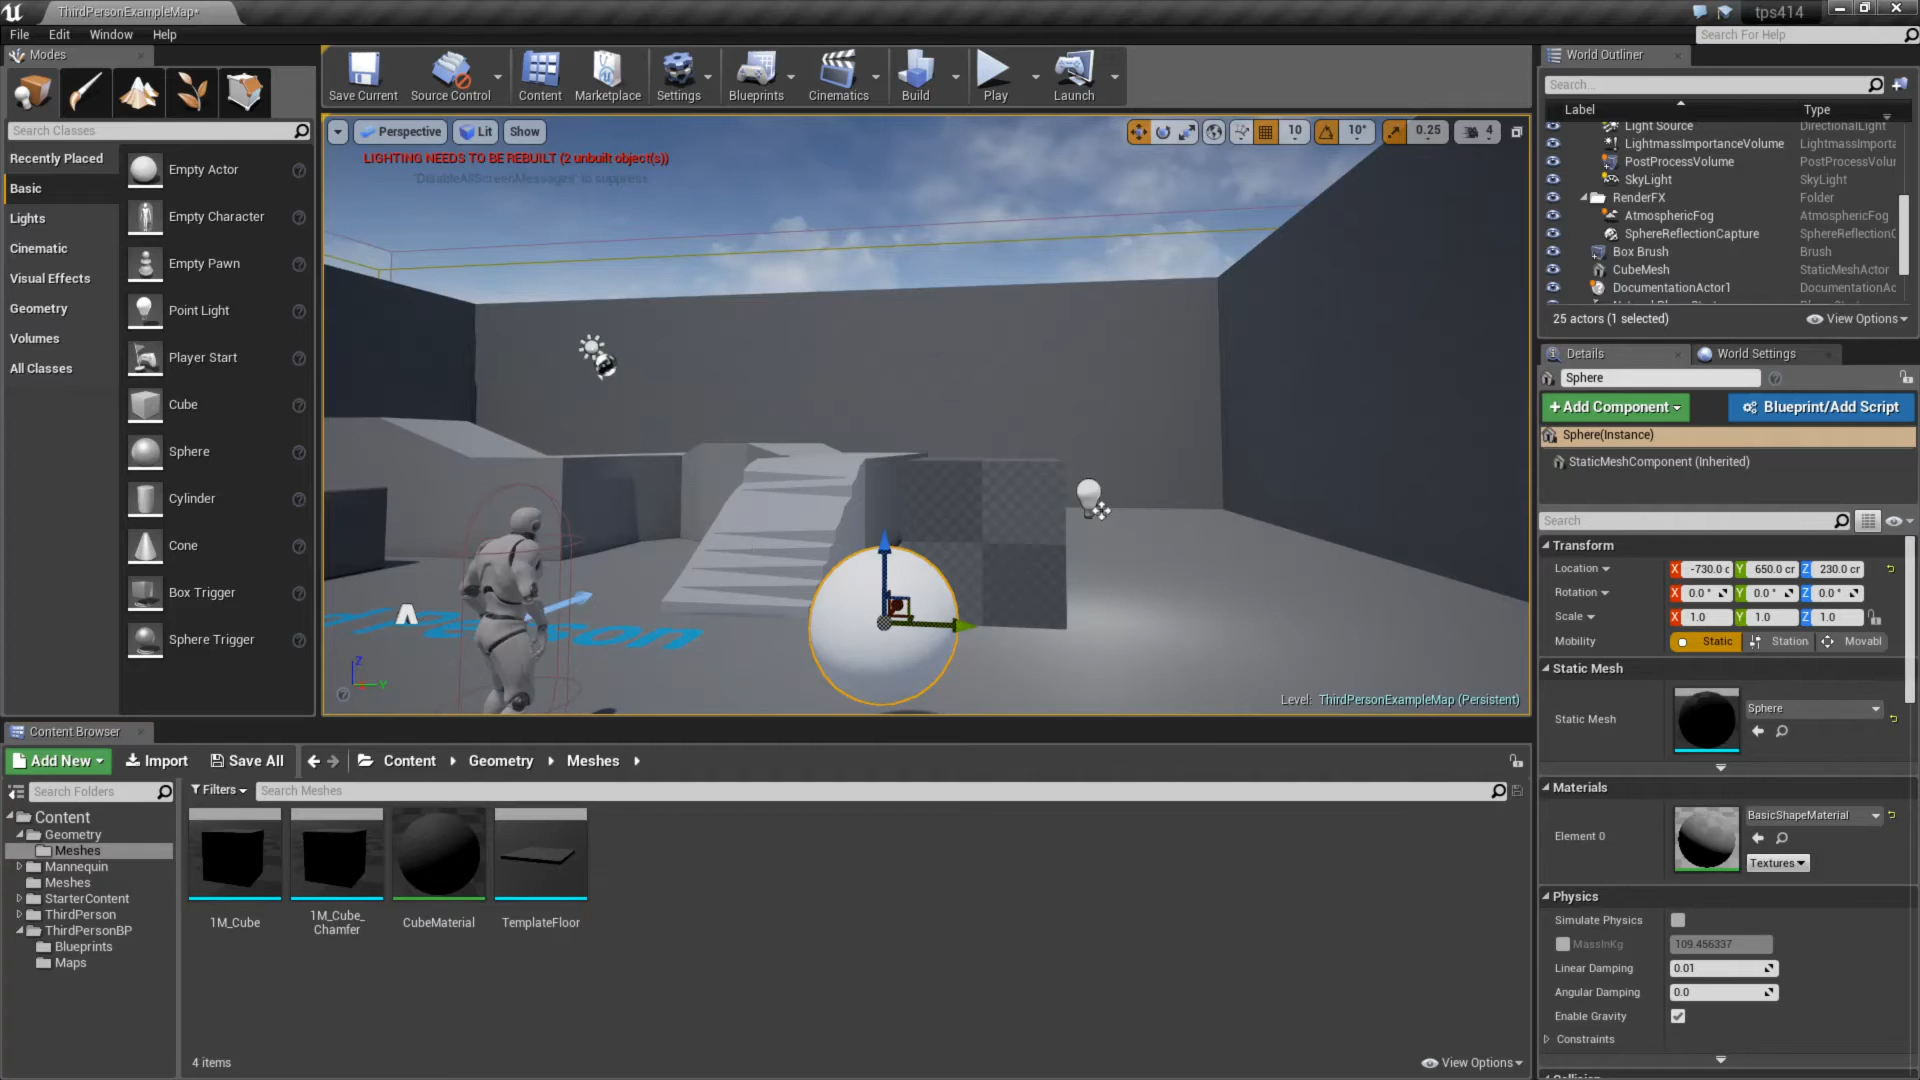 ThirdPersonExampleMap*
tps414
File Edit Window Help
Search For Help
Modes
Save Current
Source Control
Content
Marketplace
Settings
Blueprints
Cinematics
Build
Play
Launch
World Outliner
Search...
Label Type
Light Source DirectionalLight
LightmassImportanceVolume LightmassImporta
PostProcessVolume PostProcessVolur
SkyLight SkyLight
RenderFX Folder
AtmosphericFog AtmosphericFog
SphereReflectionCapture SphereReflectionC
Box Brush Brush
CubeMesh StaticMeshActor
DocumentationActor1 DocumentationAc
25 actors (1 selected) View Options
Search Classes
Recently Placed
Basic
Lights
Cinematic
Visual Effects
Geometry
Volumes
All Classes
Empty Actor
Empty Character
Empty Pawn
Point Light
Player Start
Cube
Sphere
Cylinder
Cone
Box Trigger
Sphere Trigger
Perspective Lit Show
10 10° 0.25 4
LIGHTING NEEDS TO BE REBUILT (2 unbuilt object(s))
'DisableAllScreenMessages' to suppress
Z
Y
Level: ThirdPersonExampleMap (Persistent)
Details World Settings
Sphere
+Add Component Blueprint/Add Script
Sphere(Instance)
StaticMeshComponent (Inherited)
Search
Transform
Location X -730.0 c Y 650.0 cr Z 230.0 cr
Rotation X 0.0 ° Y 0.0 ° Z 0.0 °
Scale X 1.0 Y 1.0 Z 1.0
Mobility Static Station Movabl
Static Mesh
Static Mesh Sphere
Materials
Element 0 BasicShapeMaterial
Textures
Physics
Simulate Physics
MassInKg 109.456337
Linear Damping 0.01
Angular Damping 0.0
Enable Gravity
Constraints
Content Browser
Add New Import Save All Content Geometry Meshes
Search Folders
Filters Search Meshes
Content
Geometry
Meshes
Mannequin
Meshes
StarterContent
ThirdPerson
ThirdPersonBP
Blueprints
Maps
1M_Cube
1M_Cube_
Chamfer
CubeMaterial
TemplateFloor
4 items View Options